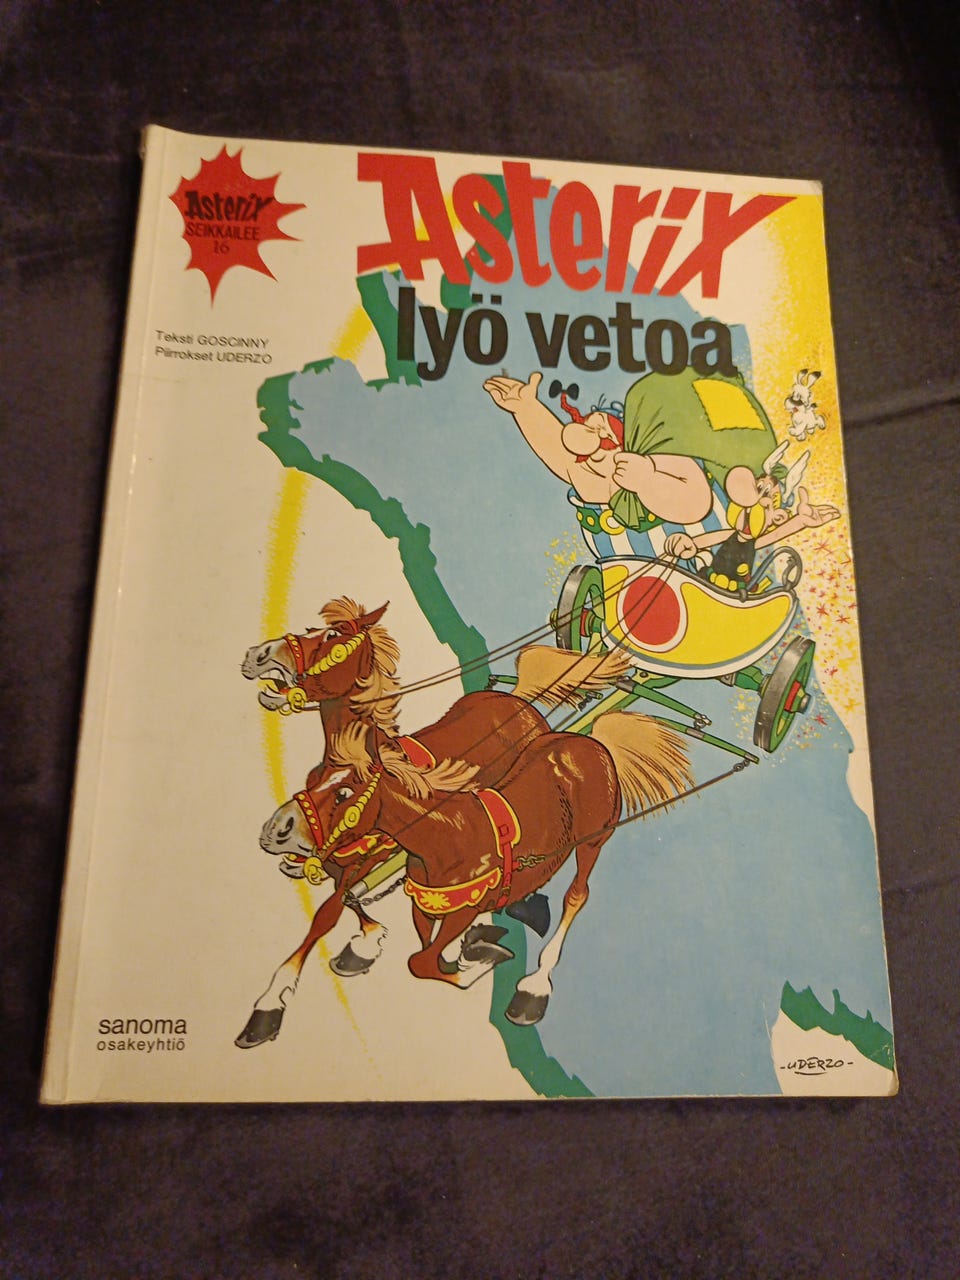 Asterix
SEIKKAILEE
16
Asterix
lyö vetoa
Teksti GOSCINNY
Piirrokset UDERZO
sanoma
osakeyhtiö
-UDERZO-